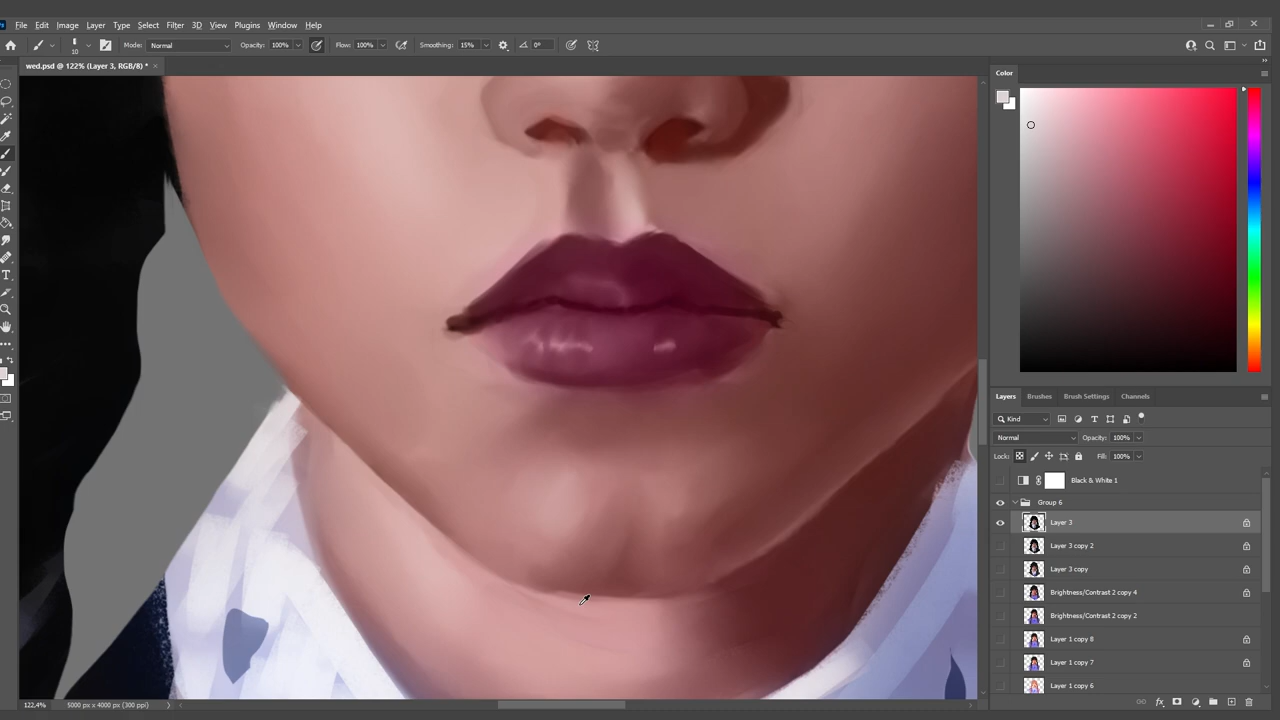 File Edit Image Layer Type Select Filter 3D View Plugins Window Help
10 Mode: Normal Opacity: 100% Flow: 100% Smoothing: 15% 0°
wed.psd @ 122% (Layer 3, RGB/8) * ×
Color
Layers Brushes Brush Settings Channels
Kind
Normal Opacity: 100%
Lock: Fill: 100%
Black & White 1
Group 6
Layer 3
Layer 3 copy 2
Layer 3 copy
Brightness/Contrast 2 copy 4
Brightness/Contrast 2 copy 2
Layer 1 copy 8
Layer 1 copy 7
Layer 1 copy 6
fx
122.4% 5000 px x 4000 px (300 ppi)